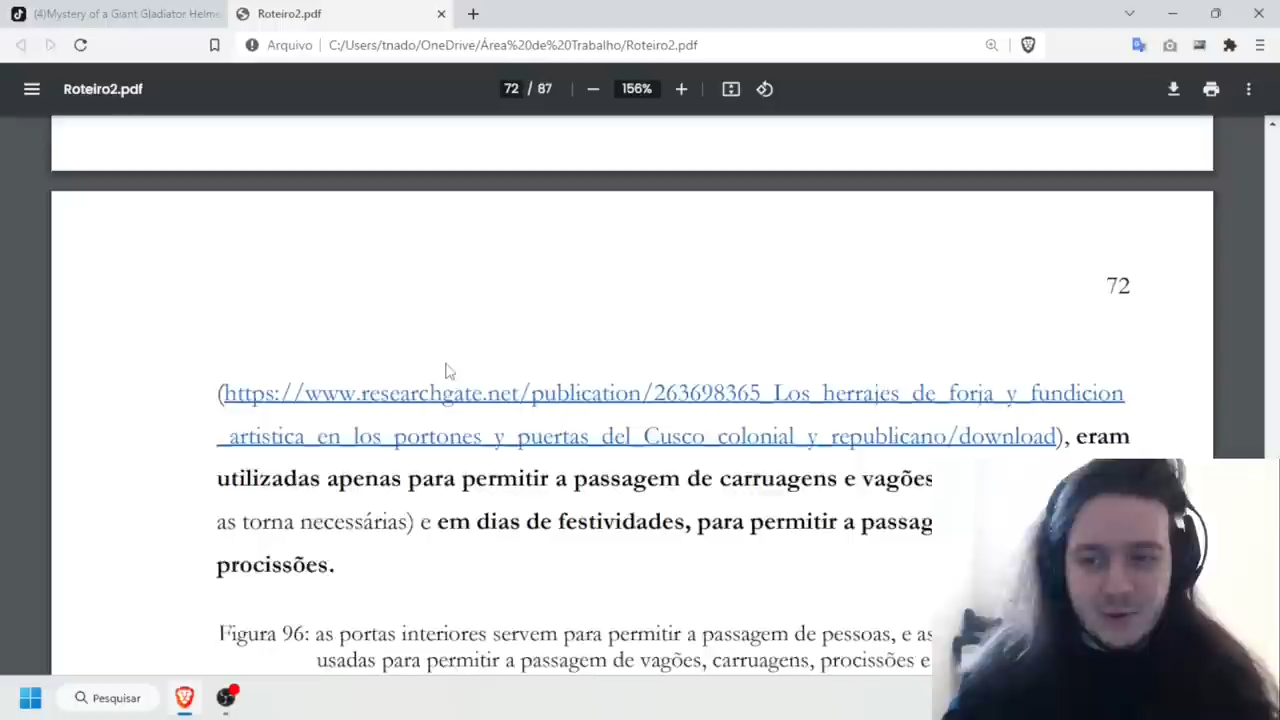 (4)Mystery of a Giant Gladiator Helme
Roteiro2.pdf
Arquivo C:/Users/tnado/OneDrive/Área%20de%20Trabalho/Roteiro2.pdf
Roteiro2.pdf
72 / 87
156%
72
(https://www.researchgate.net/publication/263698365_Los_herrajes_de_forja_y_fundicion
_artistica_en_los_portones_y_puertas_del_Cusco_colonial_y_republicano/download), eram
utilizadas apenas para permitir a passagem de carruagens e vagões
as torna necessárias) e em dias de festividades, para permitir a passag
procissões.
Figura 96: as portas interiores servem para permitir a passagem de pessoas, e as
usadas para permitir a passagem de vagões, carruagens, procissões e
Pesquisar